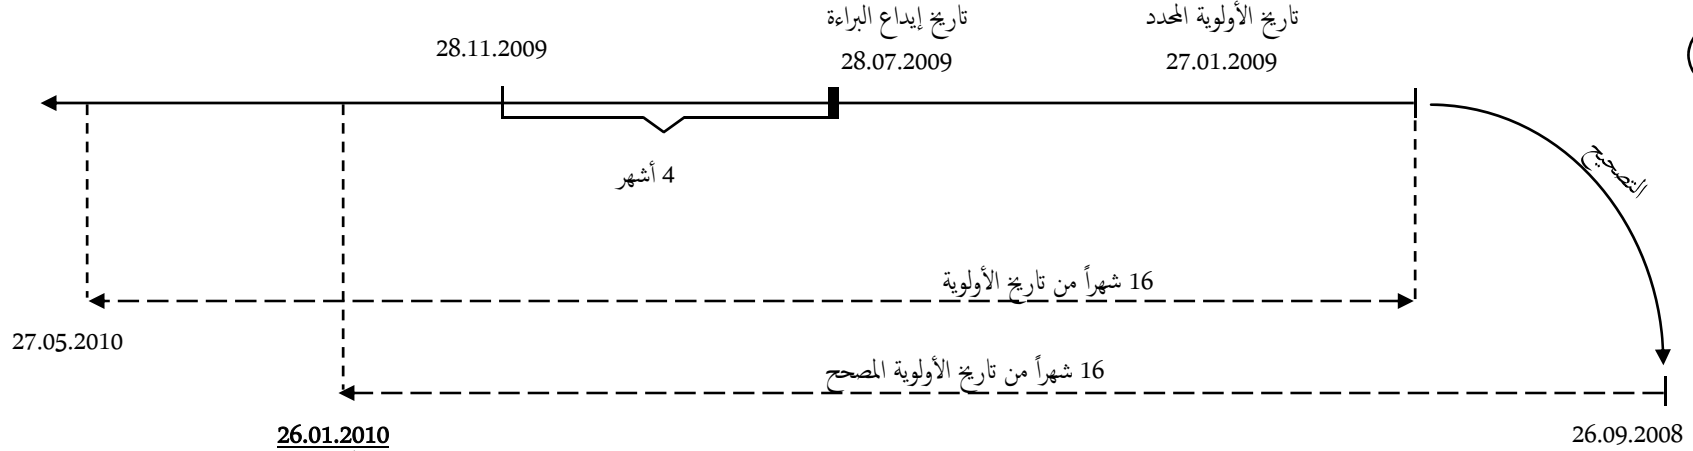 تاريخ الأولوية المحدد
27.01.2009
تاريخ إيداع البراءة
28.07.2009
28.11.2009
التصحيح
4 أشهر
16 شهراً من تاريخ الأولوية
27.05.2010
16 شهراً من تاريخ الأولوية المصحح
26.09.2008
26.01.2010